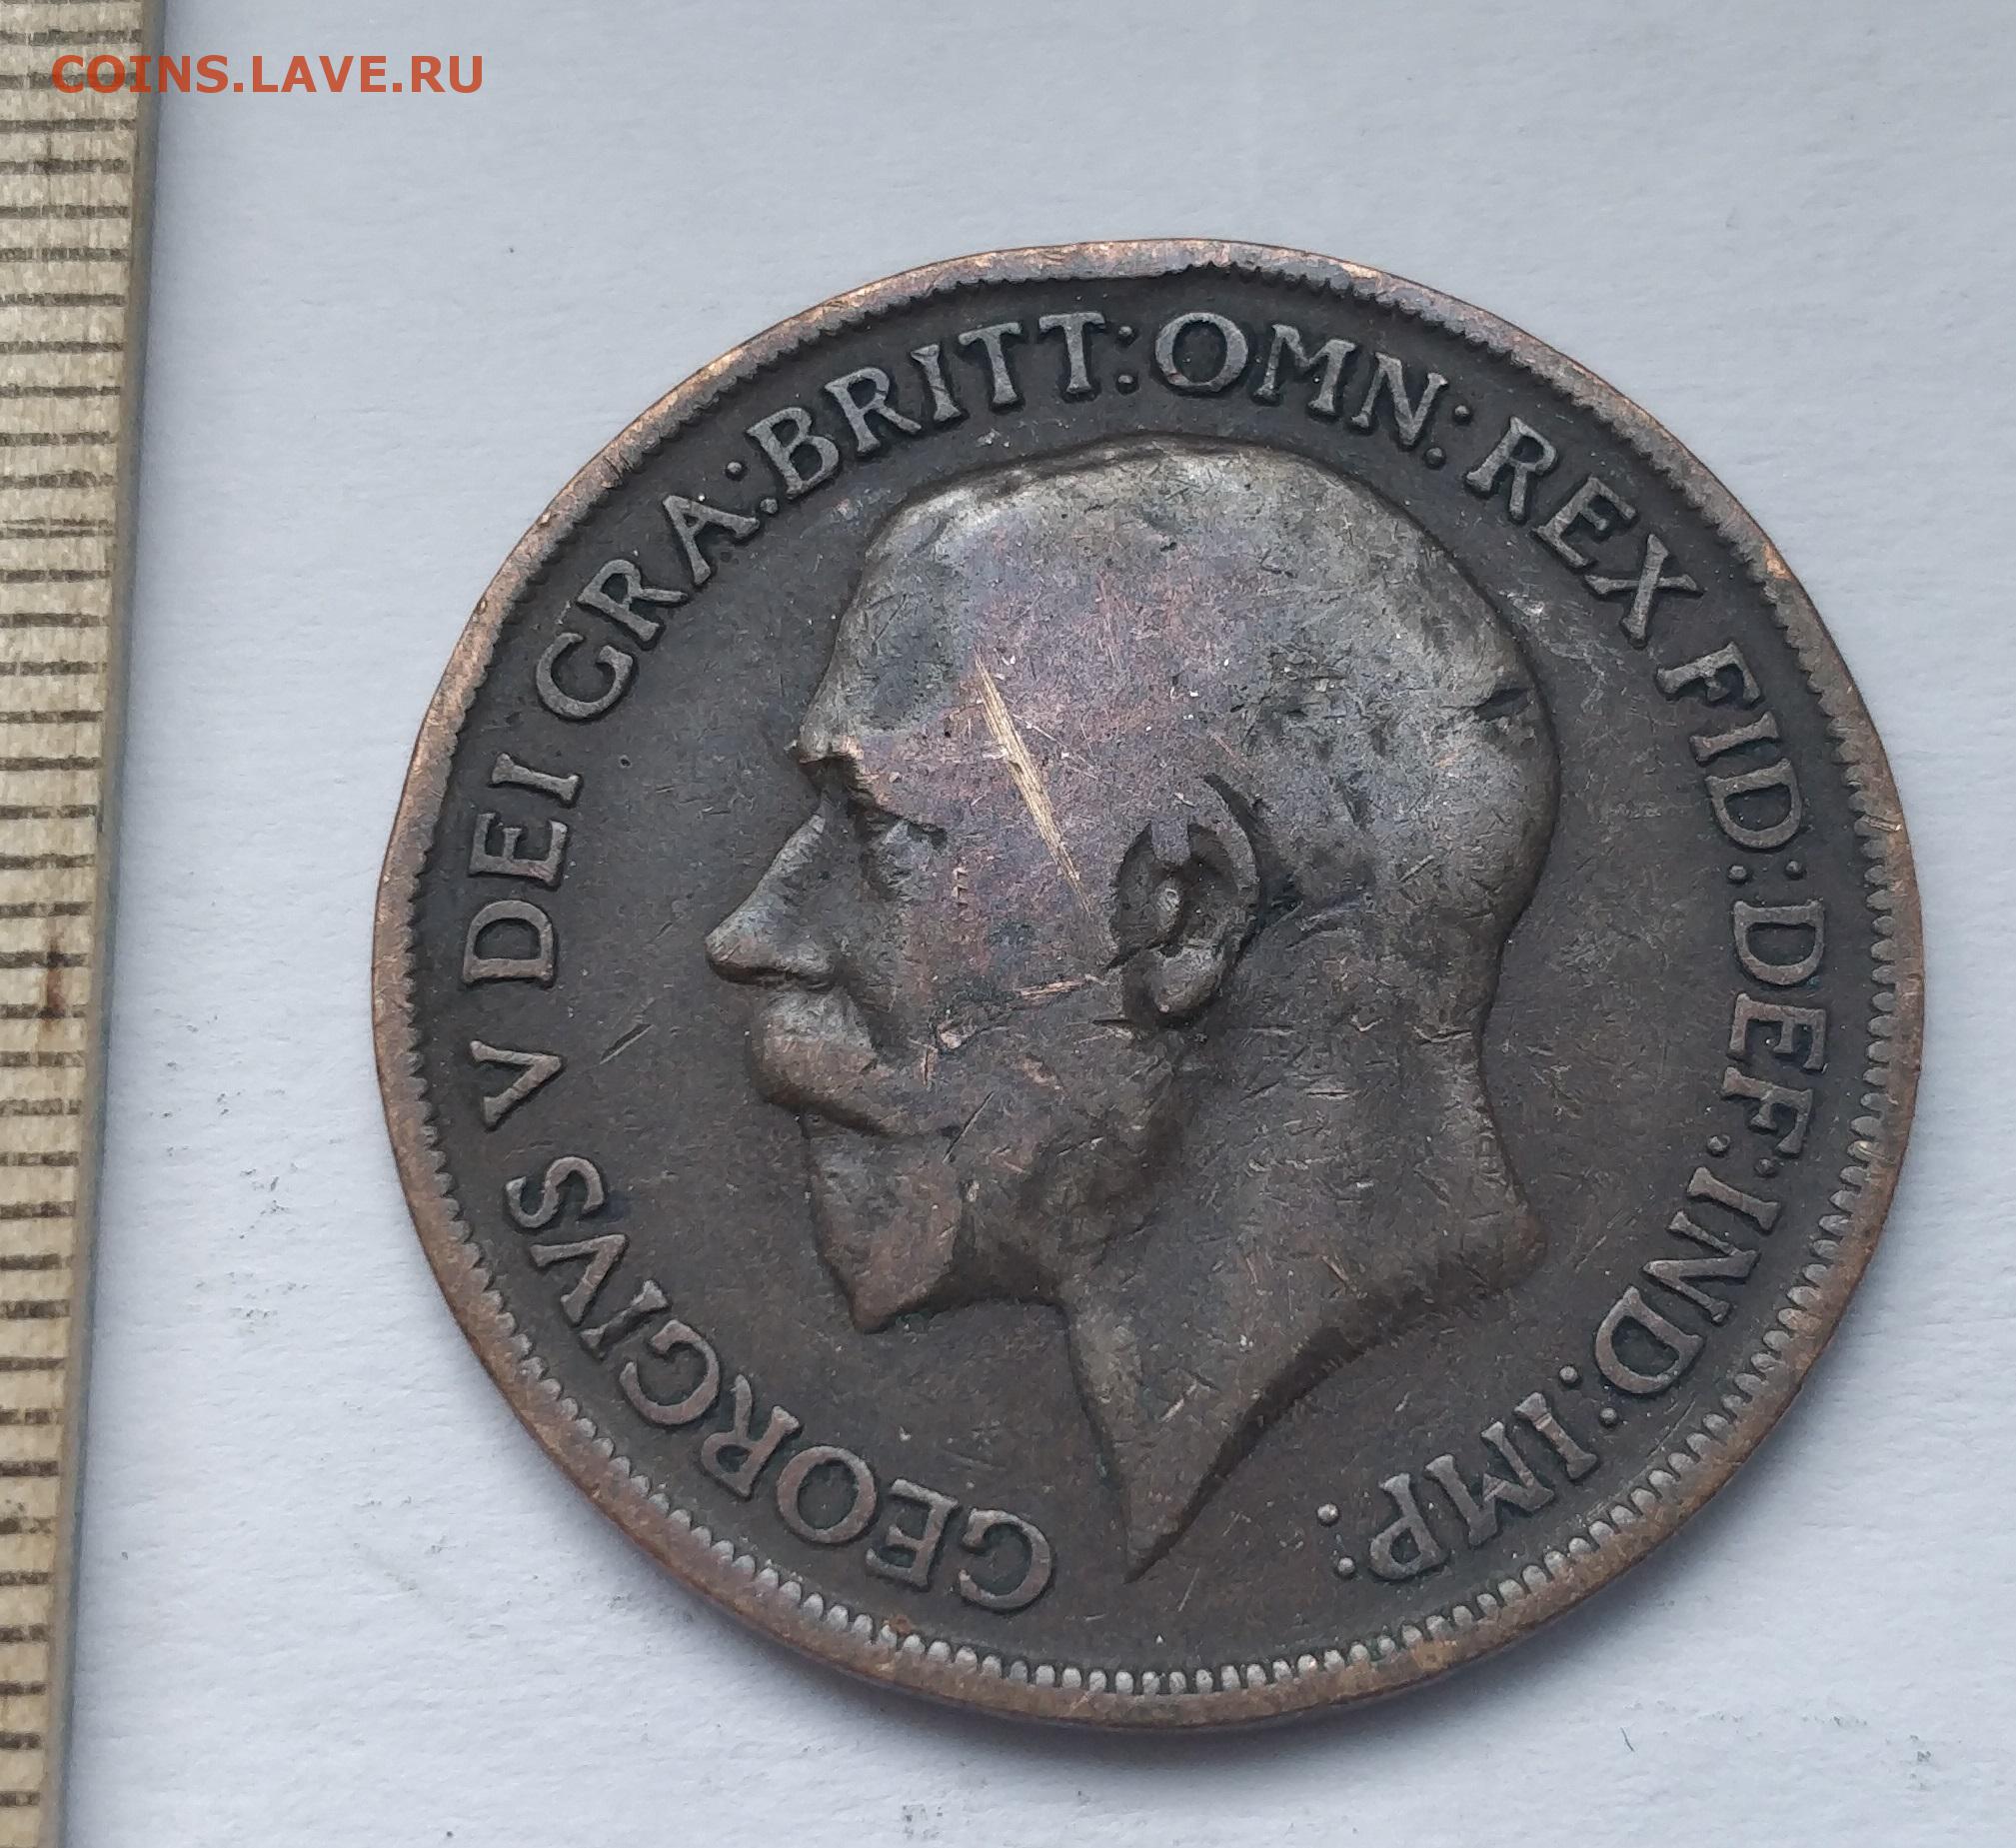 COINS.LAVE.RU
GEORGIVS V DEI GRA: BRITT: OMN: REX FID: DEF: IND: IMP: